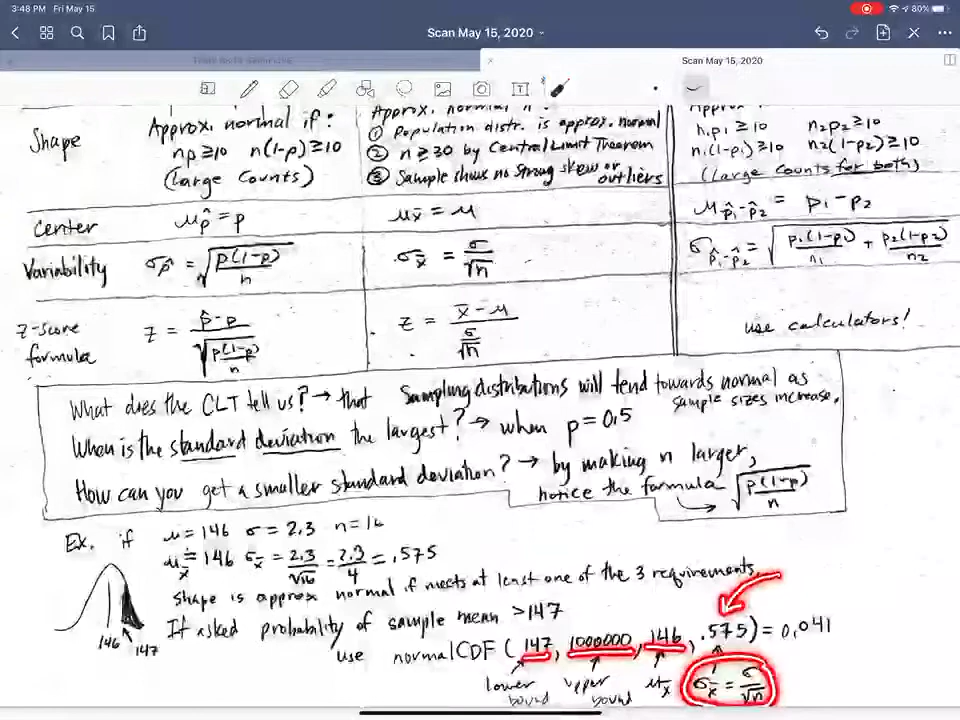 3:48 PM Fri May 15
80%
Scan May 15, 2020
Scan May 15, 2020
Shape
Approx. normal if:
np ≥ 10 n(1-p) ≥ 10
(Large Counts)
Approx. normal if:
① Population distr. is approx. normal
② n ≥ 30 by Central Limit Theorem
③ Sample shows no strong skew or outliers
Approx
n₁p₁ ≥ 10 n₂p₂ ≥ 10
n₁(1-p₁) ≥ 10 n₂(1-p₂) ≥ 10
(Large counts for both)
Center
μp̂ = p
μx̄ = μ
μp̂₁-p̂₂ = p₁ - p₂
Variability
σp̂ = √(p(1-p)/n)
σx̄ = σ/√n
σp̂₁-p̂₂ = √(p₁(1-p₁)/n₁ + p₂(1-p₂)/n₂)
Z-score formula
z = (p̂-p)/√(p(1-p)/n)
z = (x̄-μ)/(σ/√n)
use calculators!
What does the CLT tell us? → that Sampling distributions will tend towards normal as sample sizes increase.
When is the standard deviation the largest? → when p = 0.5
How can you get a smaller standard deviation? → by making n larger,
notice the formula → √(p(1-p)/n)
Ex. if μ = 146 σ = 2.3 n = 16
μx̄ = 146 σx̄ = 2.3/√16 = 2.3/4 = .575
Shape is approx normal if meets at least one of the 3 requirements.
If asked probability of sample mean > 147
use normalCDF (147, 1000000, 146, .575) = 0.041
146 147
lower bound upper bound μx̄ σx̄ = σ/√n